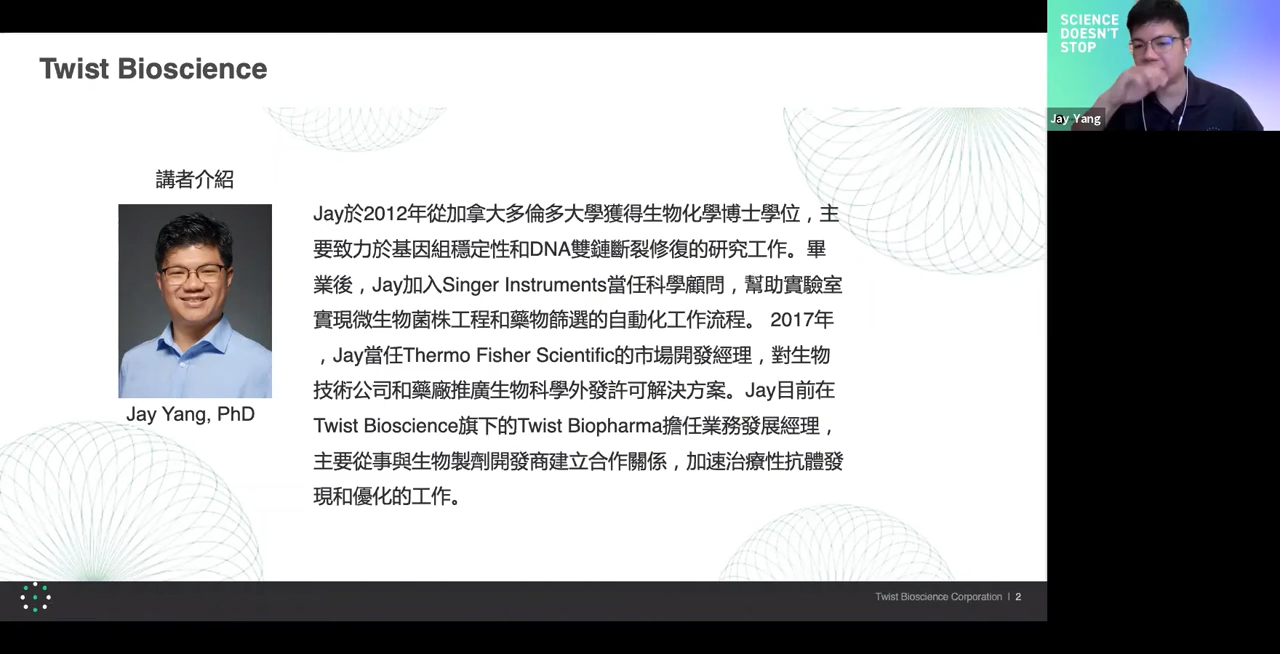 Twist Bioscience
講者介紹
Jay Yang, PhD
Jay於2012年從加拿大多倫多大學獲得生物化學博士學位，主
要致力於基因組穩定性和DNA雙鏈斷裂修復的研究工作。畢
業後，Jay加入Singer Instruments當任科學顧問，幫助實驗室
實現微生物菌株工程和藥物篩選的自動化工作流程。 2017年
，Jay當任Thermo Fisher Scientific的市場開發經理，對生物
技術公司和藥廠推廣生物科學外發許可解決方案。Jay目前在
Twist Bioscience旗下的Twist Biopharma擔任業務發展經理，
主要從事與生物製劑開發商建立合作關係，加速治療性抗體發
現和優化的工作。
Twist Bioscience Corporation | 2
SCIENCE
DOESN'T
STOP
Jay Yang